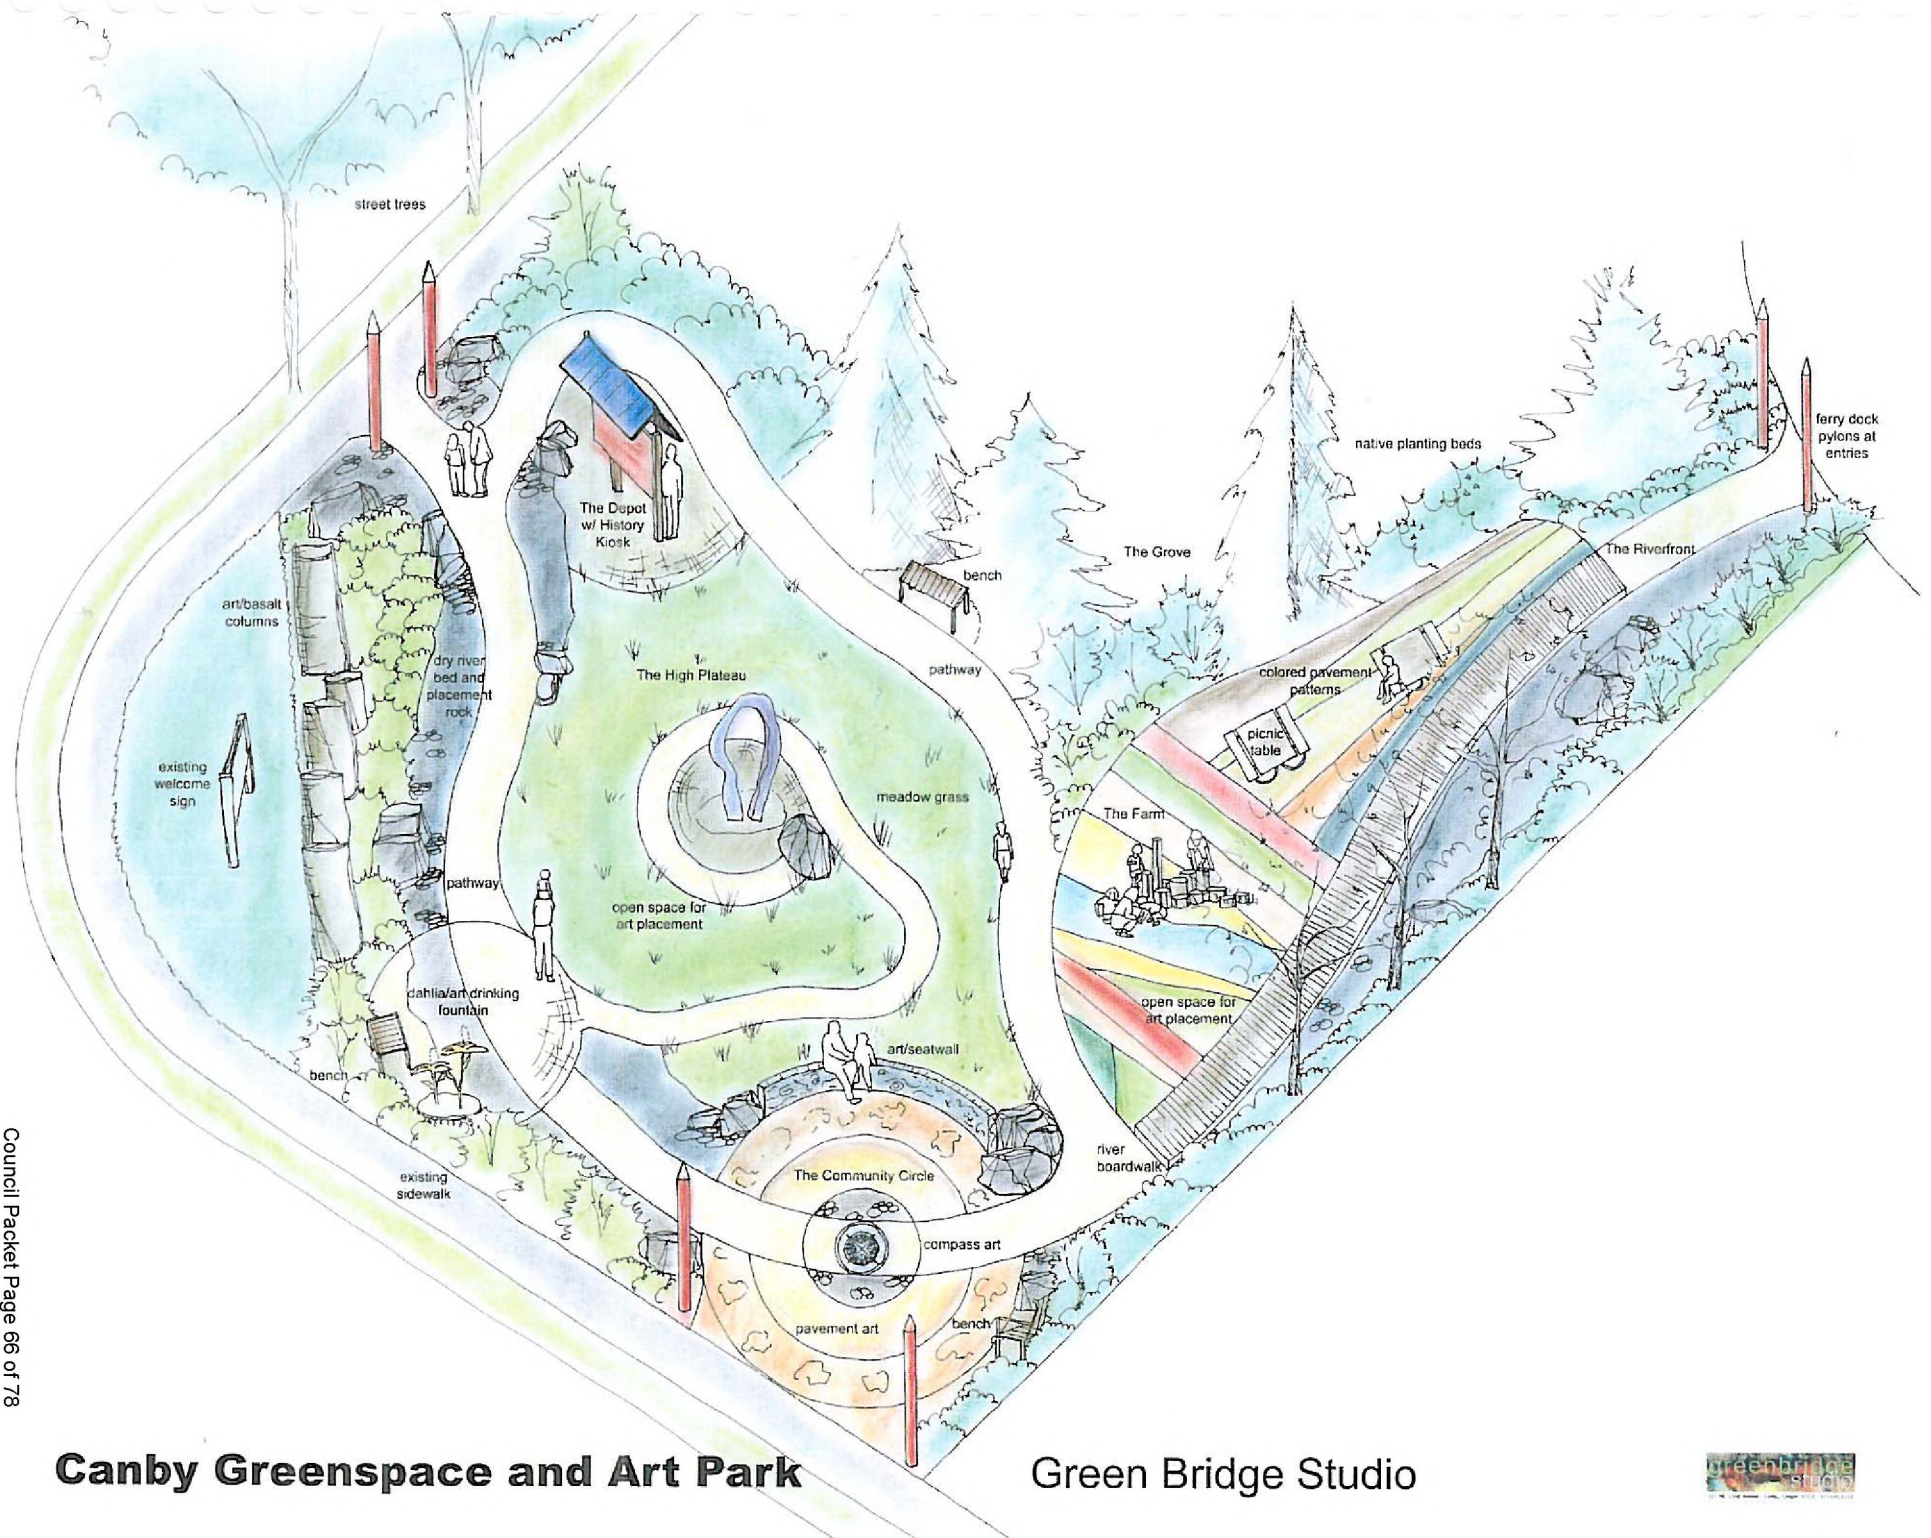 street trees
ferry dock
pylons at
entries
native planting beds
The Depot
w/ History
Kiosk
The Grove
The Riverfront
bench
art/basalt
columns
dry river
bed and
placement
rock
The High Plateau
pathway
colored pavement
patterns
picnic
table
existing
welcome
sign
meadow grass
The Farm
pathway
open space for
art placement
dahlia/art drinking
fountain
open space for
art placement
art/seatwall
bench
river
boardwalk
existing
sidewalk
The Community Circle
compass art
pavement art
bench
Council Packet Page 66 of 78
Canby Greenspace and Art Park
Green Bridge Studio
greenbridge
studio